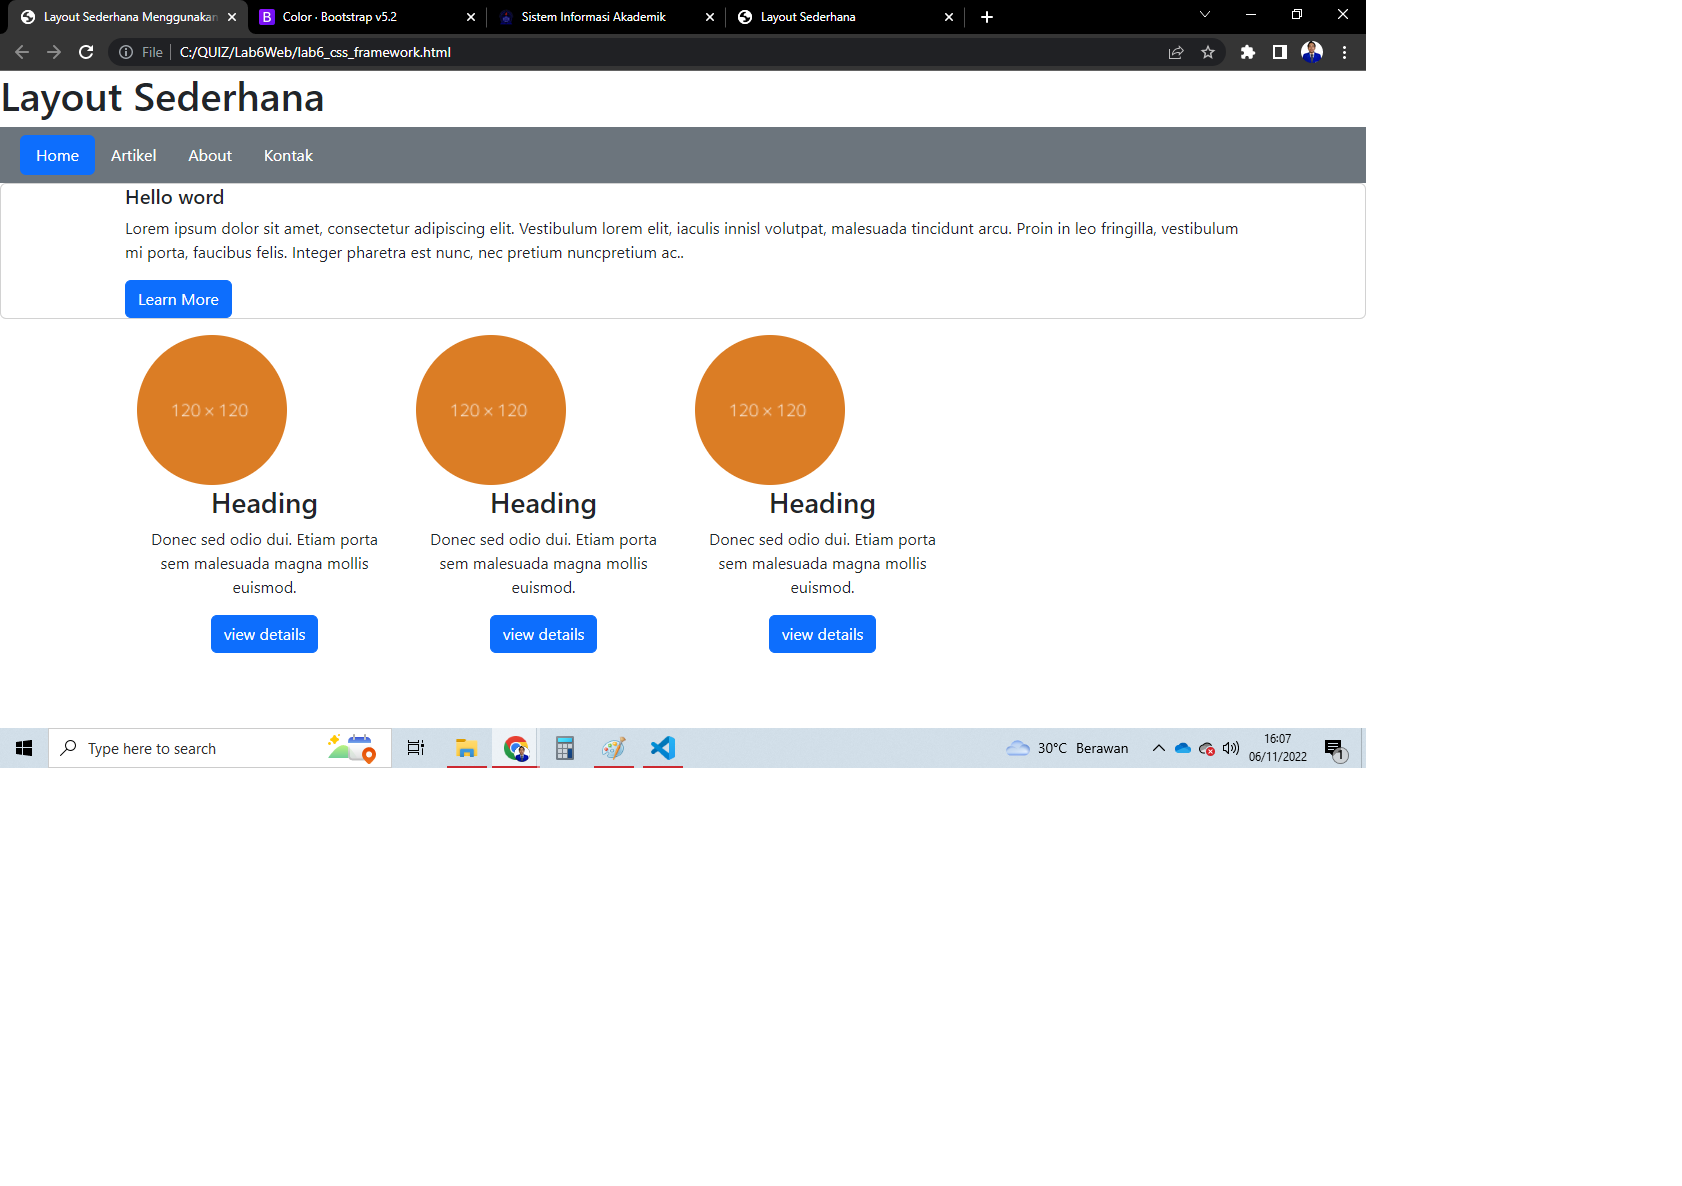 Layout Sederhana Menggunakan
Color · Bootstrap v5.2
Sistem Informasi Akademik
Layout Sederhana
File
C:/QUIZ/Lab6Web/lab6_css_framework.html
Layout Sederhana
Home Artikel About Kontak
Hello word
Lorem ipsum dolor sit amet, consectetur adipiscing elit. Vestibulum lorem elit, iaculis innisl volutpat, malesuada tincidunt arcu. Proin in leo fringilla, vestibulum
mi porta, faucibus felis. Integer pharetra est nunc, nec pretium nuncpretium ac..
Learn More
120 × 120
Heading
Donec sed odio dui. Etiam porta
sem malesuada magna mollis
euismod.
view details
120 × 120
Heading
Donec sed odio dui. Etiam porta
sem malesuada magna mollis
euismod.
view details
120 × 120
Heading
Donec sed odio dui. Etiam porta
sem malesuada magna mollis
euismod.
view details
Type here to search
30°C Berawan
16:07
06/11/2022
1